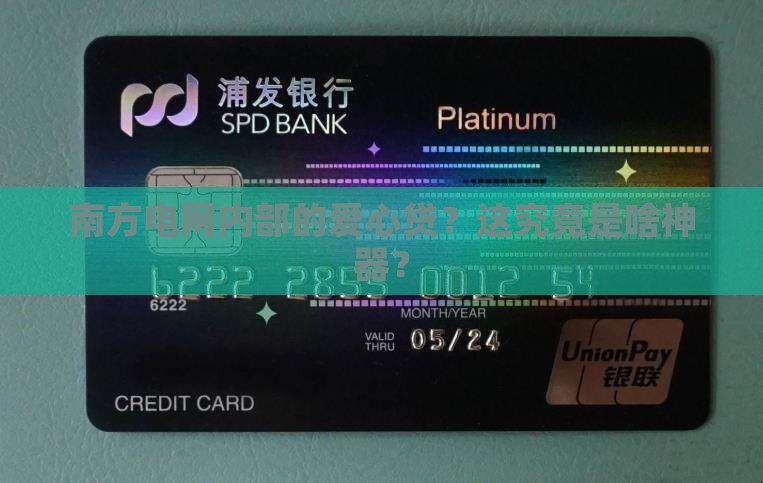 浦发银行
SPD BANK
Platinum
南方电网内部的爱心贷？这究竟是啥神
器？
6222
MONTH/YEAR
VALID
THRU
05/24
UnionPay
银联
CREDIT CARD